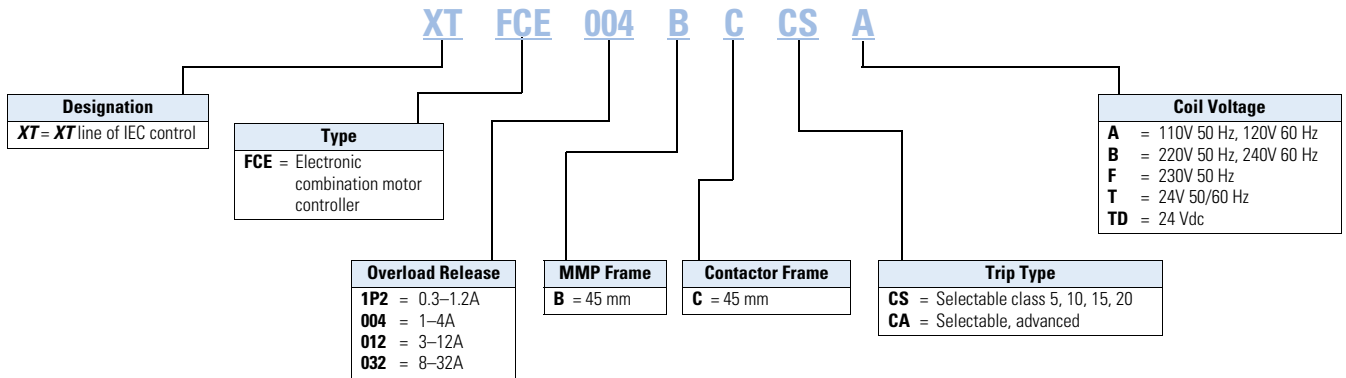 XT FCE 004 B C CS A
Designation
XT = XT line of IEC control
Type
FCE = Electronic
combination motor
controller
Coil Voltage
A = 110V 50 Hz, 120V 60 Hz
B = 220V 50 Hz, 240V 60 Hz
F = 230V 50 Hz
T = 24V 50/60 Hz
TD = 24 Vdc
Overload Release
1P2 = 0.3–1.2A
004 = 1–4A
012 = 3–12A
032 = 8–32A
MMP Frame
B = 45 mm
Contactor Frame
C = 45 mm
Trip Type
CS = Selectable class 5, 10, 15, 20
CA = Selectable, advanced